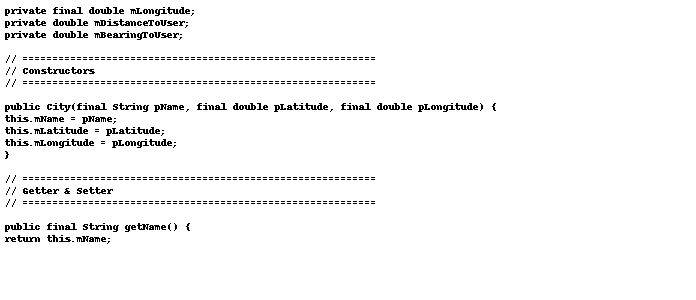 private final double mLongitude;
private double mDistanceToUser;
private double mBearingToUser;
// ===========================================================
// Constructors
// ===========================================================
public City(final String pName, final double pLatitude, final double pLongitude) {
this.mName = pName;
this.mLatitude = pLatitude;
this.mLongitude = pLongitude;
}
// ===========================================================
// Getter & Setter
// ===========================================================
public final String getName() {
return this.mName;